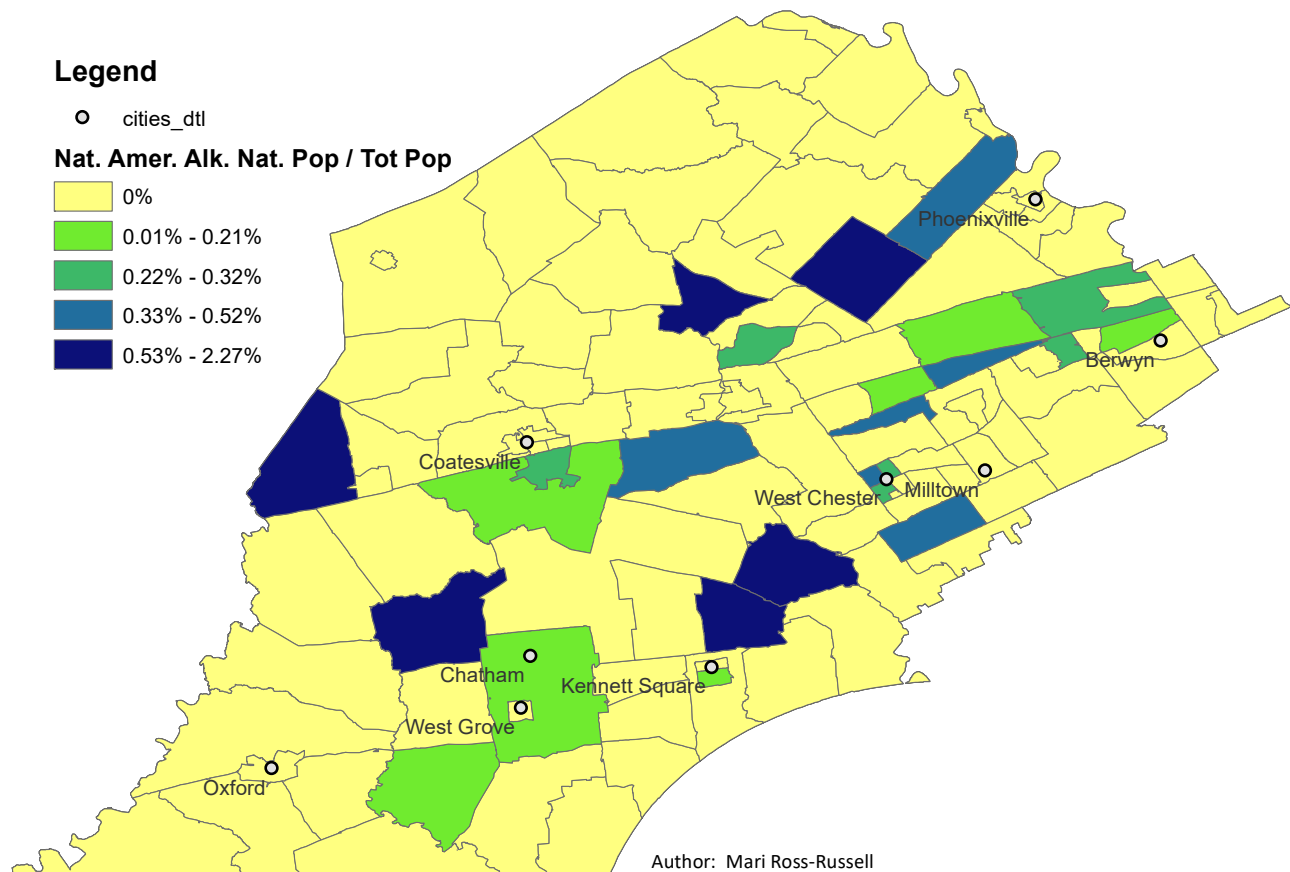 Legend
cities_dtl
Nat. Amer. Alk. Nat. Pop / Tot Pop
0%
0.01% - 0.21%
0.22% - 0.32%
0.33% - 0.52%
0.53% - 2.27%
Phoenixville
Berwyn
Coatesville
West Chester
Milltown
Chatham
Kennett Square
West Grove
Oxford
Author: Mari Ross-Russell